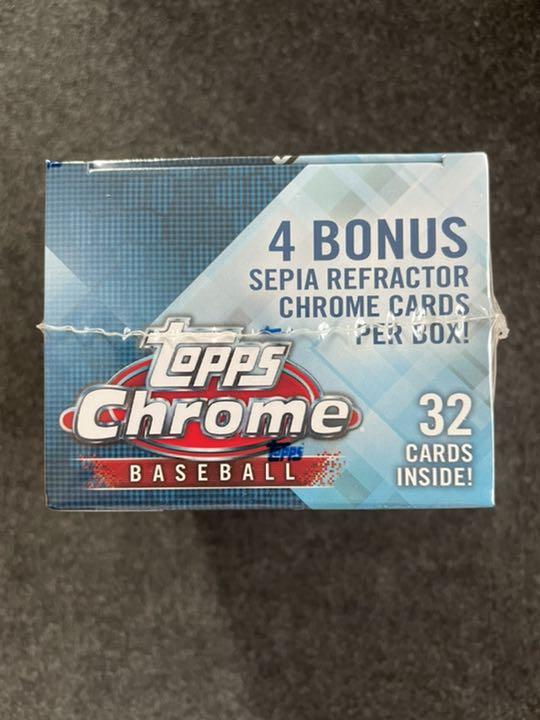 4 BONUS
SEPIA REFRACTOR
CHROME CARDS
PER BOX!
Topps
Chrome
Topps
BASEBALL
32
CARDS
INSIDE!